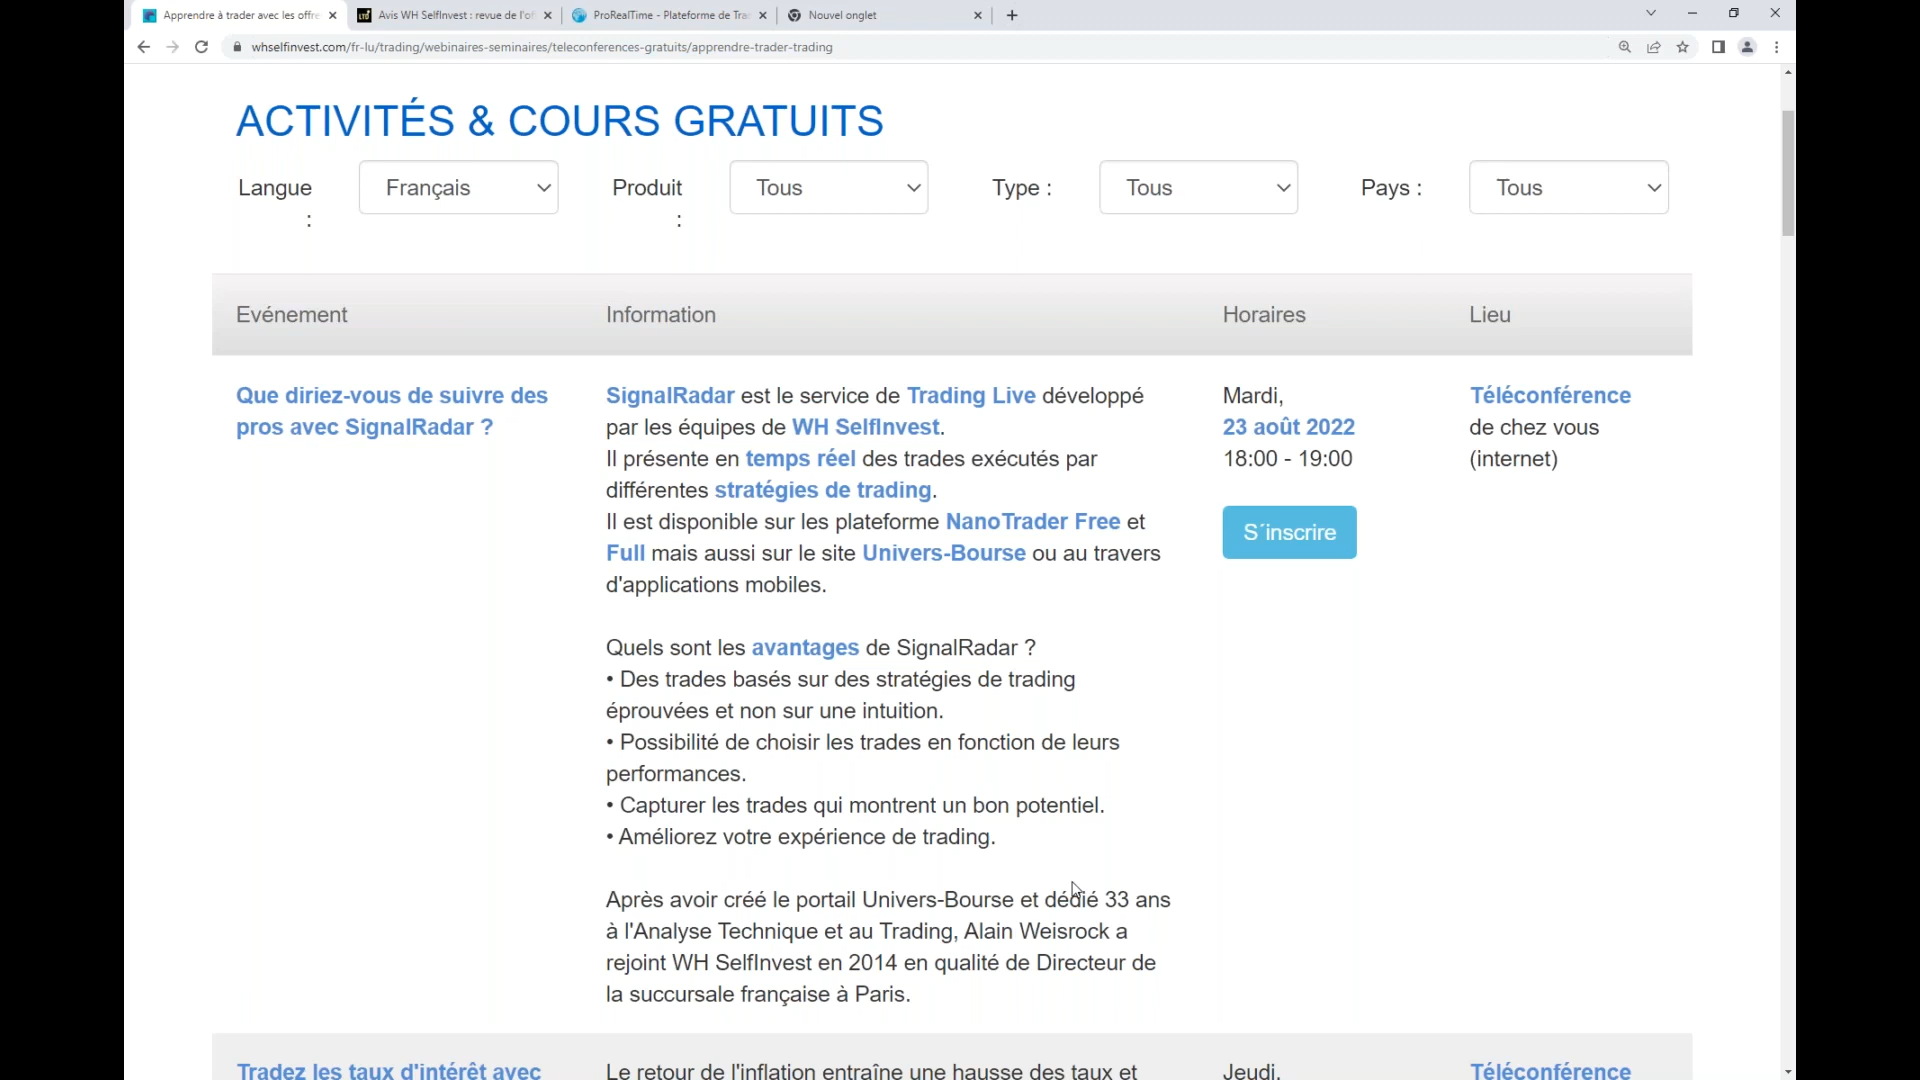 Apprendre à trader avec les offre
Avis WH SelfInvest : revue de l'of
ProRealTime - Plateforme de Tra
Nouvel onglet
whselfinvest.com/fr-lu/trading/webinaires-seminaires/teleconferences-gratuits/apprendre-trader-trading
ACTIVITÉS & COURS GRATUITS
Langue : Français Produit : Tous Type : Tous Pays : Tous
Evénement Information Horaires Lieu
Que diriez-vous de suivre des
pros avec SignalRadar ?
SignalRadar est le service de Trading Live développé
par les équipes de WH SelfInvest.
Il présente en temps réel des trades exécutés par
différentes stratégies de trading.
Il est disponible sur les plateforme NanoTrader Free et
Full mais aussi sur le site Univers-Bourse ou au travers
d'applications mobiles.
Quels sont les avantages de SignalRadar ?
• Des trades basés sur des stratégies de trading
éprouvées et non sur une intuition.
• Possibilité de choisir les trades en fonction de leurs
performances.
• Capturer les trades qui montrent un bon potentiel.
• Améliorez votre expérience de trading.
Après avoir créé le portail Univers-Bourse et dédié 33 ans
à l'Analyse Technique et au Trading, Alain Weisrock a
rejoint WH SelfInvest en 2014 en qualité de Directeur de
la succursale française à Paris.
Mardi,
23 août 2022
18:00 - 19:00
S´inscrire
Téléconférence
de chez vous
(internet)
Tradez les taux d'intérêt avec
Le retour de l'inflation entraîne une hausse des taux et
Jeudi,
Téléconférence